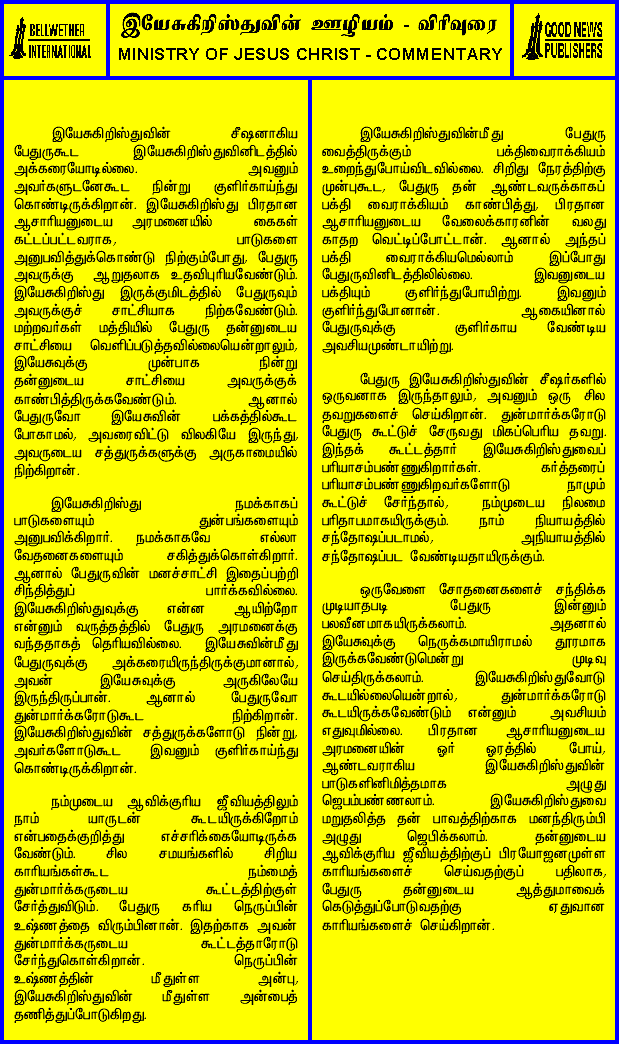 BELLWETHER
INTERNATIONAL
இயேசுகிறிஸ்துவின் ஊழியம் - விரிவுரை
MINISTRY OF JESUS CHRIST - COMMENTARY
GOOD NEWS
PUBLISHERS
இயேசுகிறிஸ்துவின் சீஷனாகிய
பேதுருகூட இயேசுகிறிஸ்துவினிடத்தில்
அக்கரையோடில்லை. அவனும்
அவர்களுடனேகூட நின்று குளிர்காய்ந்து
கொண்டிருக்கிறான். இயேசுகிறிஸ்து பிரதான
ஆசாரியனுடைய அரமனையில் கைகள்
கட்டப்பட்டவராக, பாடுகளை
அனுபவித்துக்கொண்டு நிற்கும்போது, பேதுரு
அவருக்கு ஆறுதலாக உதவிபுரியவேண்டும்.
இயேசுகிறிஸ்து இருக்குமிடத்தில் பேதுருவும்
அவருக்குச் சாட்சியாக நிற்கவேண்டும்.
மற்றவர்கள் மத்தியில் பேதுரு தன்னுடைய
சாட்சியை வெளிப்படுத்தவில்லையென்றாலும்,
இயேசுவுக்கு முன்பாக நின்று
தன்னுடைய சாட்சியை அவருக்குக்
காண்பித்திருக்கவேண்டும். ஆனால்
பேதுருவோ இயேசுவின் பக்கத்தில்கூட
போகாமல், அவரைவிட்டு விலகியே இருந்து,
அவருடைய சத்துருக்களுக்கு அருகாமையில்
நிற்கிறான்.
இயேசுகிறிஸ்து நமக்காகப்
பாடுகளையும் துன்பங்களையும்
அனுபவிக்கிறார். நமக்காகவே எல்லா
வேதனைகளையும் சகித்துக்கொள்கிறார்.
ஆனால் பேதுருவின் மனச்சாட்சி இதைப்பற்றி
சிந்தித்துப் பார்க்கவில்லை.
இயேசுகிறிஸ்துவுக்கு என்ன ஆயிற்றோ
என்னும் வருத்தத்தில் பேதுரு அரமனைக்கு
வந்ததாகத் தெரியவில்லை. இயேசுவின்மீது
பேதுருவுக்கு அக்கரையிருந்திருக்குமானால்,
அவன் இயேசுவுக்கு அருகிலேயே
இருந்திருப்பான். ஆனால் பேதுருவோ
துன்மார்க்கரோடுகூட நிற்கிறான்.
இயேசுகிறிஸ்துவின் சத்துருக்களோடு நின்று,
அவர்களோடுகூட இவனும் குளிர்காய்ந்து
கொண்டிருக்கிறான்.
நம்முடைய ஆவிக்குரிய ஜீவியத்திலும்
நாம் யாருடன் கூடயிருக்கிறோம்
என்பதைக்குறித்து எச்சரிக்கையோடிருக்க
வேண்டும். சில சமயங்களில் சிறிய
காரியங்கள்கூட நம்மைத்
துன்மார்க்கருடைய கூட்டத்திற்குள்
சேர்த்துவிடும். பேதுரு கரிய நெருப்பின்
உஷ்ணத்தை விரும்பினான். இதற்காக அவன்
துன்மார்க்கருடைய கூட்டத்தாரோடு
சேர்ந்துகொள்கிறான். நெருப்பின்
உஷ்ணத்தின் மீதுள்ள அன்பு,
இயேசுகிறிஸ்துவின் மீதுள்ள அன்பைத்
தணித்துப்போடுகிறது.
இயேசுகிறிஸ்துவின்மீது பேதுரு
வைத்திருக்கும் பக்திவைராக்கியம்
உறைந்துபோய்விடவில்லை. சிறிது நேரத்திற்கு
முன்புகூட, பேதுரு தன் ஆண்டவருக்காகப்
பக்தி வைராக்கியம் காண்பித்து, பிரதான
ஆசாரியனுடைய வேலைக்காரனின் வலது
காதற வெட்டிப்போட்டான். ஆனால் அந்தப்
பக்தி வைராக்கியமெல்லாம் இப்போது
பேதுருவினிடத்திலில்லை. இவனுடைய
பக்தியும் குளிர்ந்துபோயிற்று. இவனும்
குளிர்ந்துபோனான். ஆகையினால்
பேதுருவுக்கு குளிர்காய வேண்டிய
அவசியமுண்டாயிற்று.
பேதுரு இயேசுகிறிஸ்துவின் சீஷர்களில்
ஒருவனாக இருந்தாலும், அவனும் ஒரு சில
தவறுகளைச் செய்கிறான். துன்மார்க்கரோடு
பேதுரு கூட்டுச் சேருவது மிகப்பெரிய தவறு.
இந்தக் கூட்டத்தார் இயேசுகிறிஸ்துவைப்
பரியாசம்பண்ணுகிறார்கள். கர்த்தரைப்
பரியாசம்பண்ணுகிறவர்களோடு நாமும்
கூட்டுச் சேர்ந்தால், நம்முடைய நிலமை
பரிதாபமாகயிருக்கும். நாம் நியாயத்தில்
சந்தோஷப்படாமல், அநியாயத்தில்
சந்தோஷப்பட வேண்டியதாயிருக்கும்.
ஒருவேளை சோதனைகளைச் சந்திக்க
முடியாதபடி பேதுரு இன்னும்
பலவீனமாகயிருக்கலாம். அதனால்
இயேசுவுக்கு நெருக்கமாயிராமல் தூரமாக
இருக்கவேண்டுமென்று முடிவு
செய்திருக்கலாம். இயேசுகிறிஸ்துவோடு
கூடயில்லையென்றால், துன்மார்க்கரோடு
கூடயிருக்கவேண்டும் என்னும் அவசியம்
எதுவுமில்லை. பிரதான ஆசாரியனுடைய
அரமனையின் ஓர் ஓரத்தில் போய்,
ஆண்டவராகிய இயேசுகிறிஸ்துவின்
பாடுகளினிமித்தமாக அழுது
ஜெபம்பண்ணலாம். இயேசுகிறிஸ்துவை
மறுதலித்த தன் பாவத்திற்காக மனந்திரும்பி
அழுது ஜெபிக்கலாம். தன்னுடைய
ஆவிக்குரிய ஜீவியத்திற்குப் பிரயோஜனமுள்ள
காரியங்களைச் செய்வதற்குப் பதிலாக,
பேதுரு தன்னுடைய ஆத்துமாவைக்
கெடுத்துப்போடுவதற்கு ஏதுவான
காரியங்களைச் செய்கிறான்.